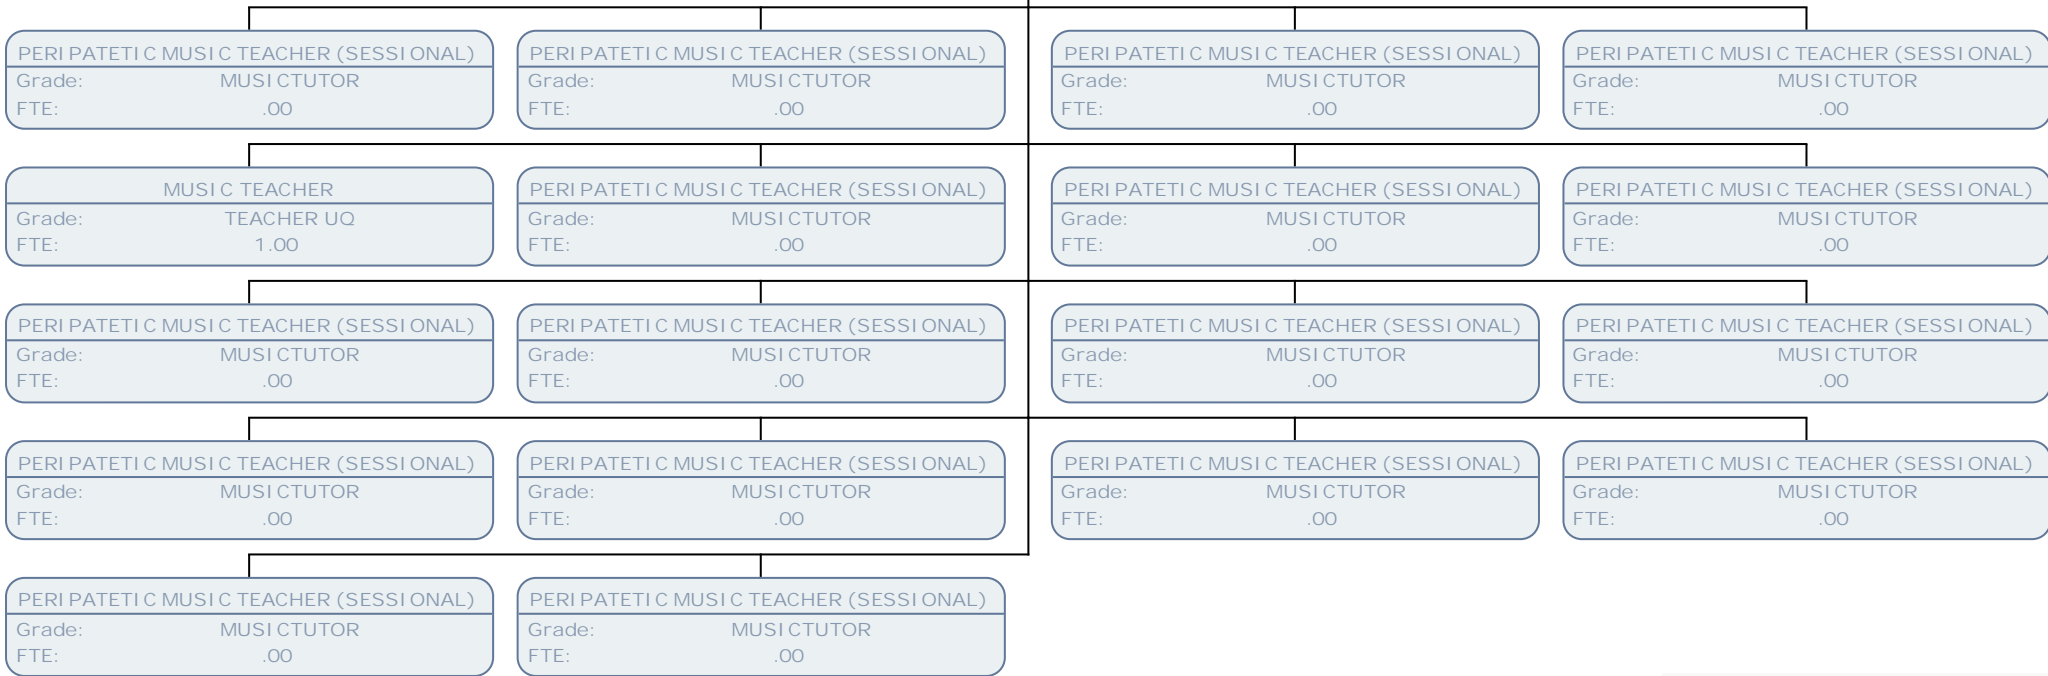 PERIPATETIC MUSIC TEACHER (SESSIONAL)
Grade: MUSICTUTOR
FTE: .00
PERIPATETIC MUSIC TEACHER (SESSIONAL)
Grade: MUSICTUTOR
FTE: .00
PERIPATETIC MUSIC TEACHER (SESSIONAL)
Grade: MUSICTUTOR
FTE: .00
PERIPATETIC MUSIC TEACHER (SESSIONAL)
Grade: MUSICTUTOR
FTE: .00
MUSIC TEACHER
Grade: TEACHER UQ
FTE: 1.00
PERIPATETIC MUSIC TEACHER (SESSIONAL)
Grade: MUSICTUTOR
FTE: .00
PERIPATETIC MUSIC TEACHER (SESSIONAL)
Grade: MUSICTUTOR
FTE: .00
PERIPATETIC MUSIC TEACHER (SESSIONAL)
Grade: MUSICTUTOR
FTE: .00
PERIPATETIC MUSIC TEACHER (SESSIONAL)
Grade: MUSICTUTOR
FTE: .00
PERIPATETIC MUSIC TEACHER (SESSIONAL)
Grade: MUSICTUTOR
FTE: .00
PERIPATETIC MUSIC TEACHER (SESSIONAL)
Grade: MUSICTUTOR
FTE: .00
PERIPATETIC MUSIC TEACHER (SESSIONAL)
Grade: MUSICTUTOR
FTE: .00
PERIPATETIC MUSIC TEACHER (SESSIONAL)
Grade: MUSICTUTOR
FTE: .00
PERIPATETIC MUSIC TEACHER (SESSIONAL)
Grade: MUSICTUTOR
FTE: .00
PERIPATETIC MUSIC TEACHER (SESSIONAL)
Grade: MUSICTUTOR
FTE: .00
PERIPATETIC MUSIC TEACHER (SESSIONAL)
Grade: MUSICTUTOR
FTE: .00
PERIPATETIC MUSIC TEACHER (SESSIONAL)
Grade: MUSICTUTOR
FTE: .00
PERIPATETIC MUSIC TEACHER (SESSIONAL)
Grade: MUSICTUTOR
FTE: .00